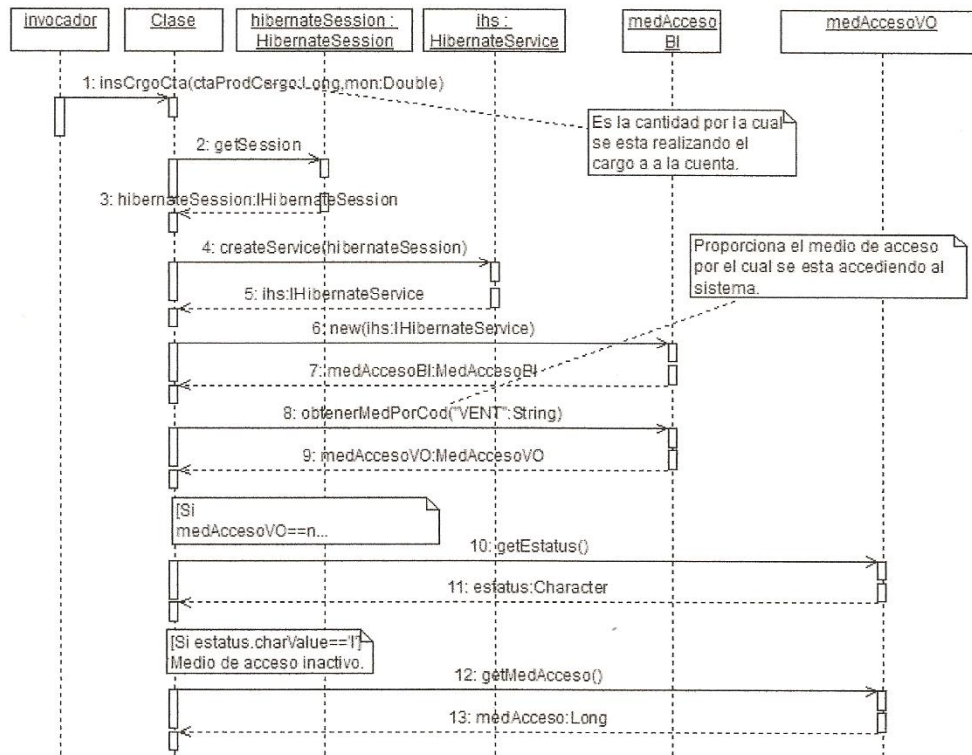 invocador
Clase
hibernateSession :
HibernateSession
ihs :
HibernateService
medAcceso
BI
medAccesoVO
1: insCrgoCta(ctaProdCargo:Long,mon:Double)
Es la cantidad por la cual
se esta realizando el
cargo a a la cuenta.
2: getSession
3: hibernateSession:IHibernateSession
4: createService(hibernateSession)
Proporciona el medio de acceso
por el cual se esta accediendo al
sistema.
5: ihs:IHibernateService
6: new(ihs:IHibernateService)
7: medAccesoBI:MedAccesoBI
8: obtenerMedPorCod("VENT":String)
9: medAccesoVO:MedAccesoVO
[Si
medAccesoVO==n...
10: getEstatus()
11: estatus:Character
[Si estatus.charValue=='I']
Medio de acceso inactivo.
12: getMedAcceso()
13: medAcceso:Long